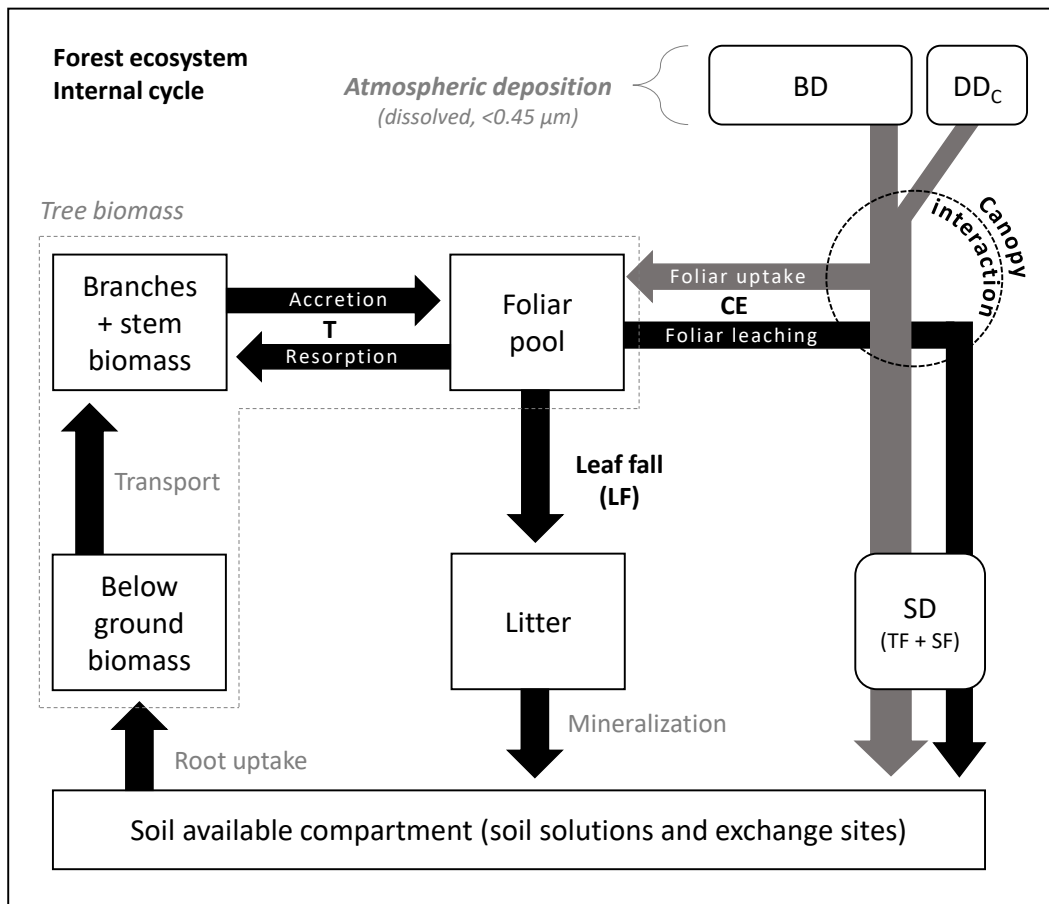 Forest ecosystem
Internal cycle
Atmospheric deposition
(dissolved, <0.45 µm)
BD
DDC
Canopy
interaction
Tree biomass
Branches
+ stem
biomass
Accretion
T
Resorption
Foliar
pool
Foliar uptake
CE
Foliar leaching
Transport
Leaf fall
(LF)
Below
ground
biomass
Litter
SD
(TF + SF)
Root uptake
Mineralization
Soil available compartment (soil solutions and exchange sites)